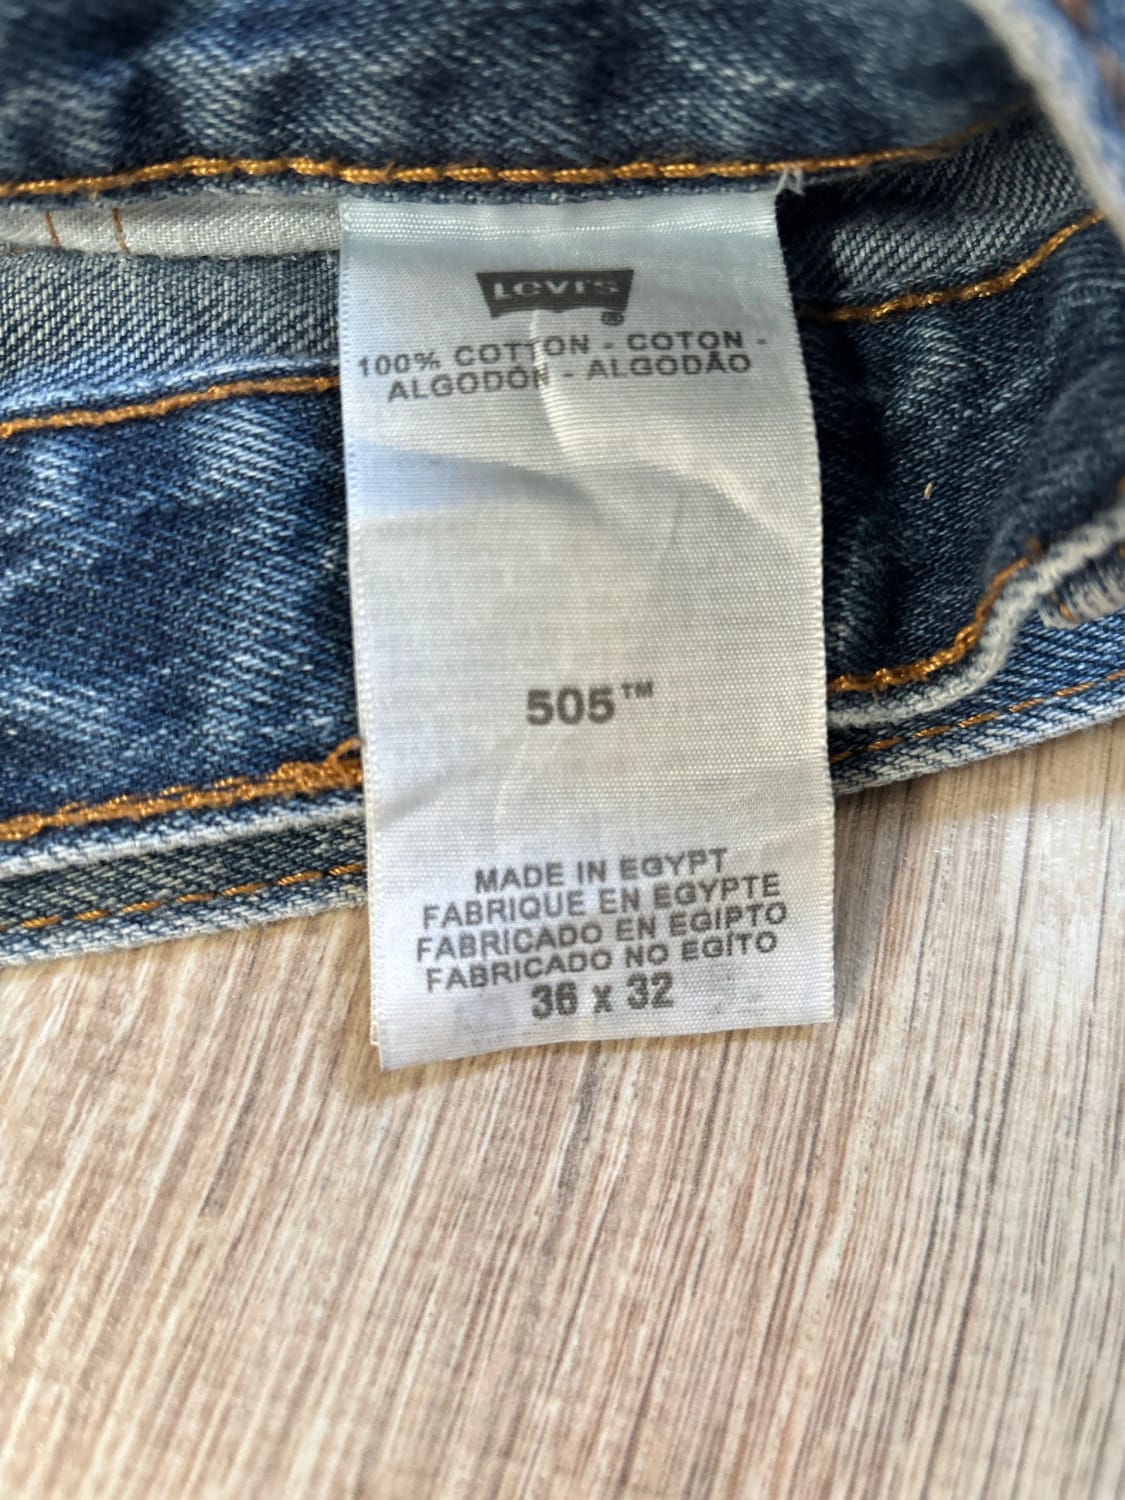 Levi's
®
100% COTTON - COTON -
ALGODÓN - ALGODÃO
505™
MADE IN EGYPT
FABRIQUE EN EGYPTE
FABRICADO EN EGIPTO
FABRICADO NO EGITO
36 x 32